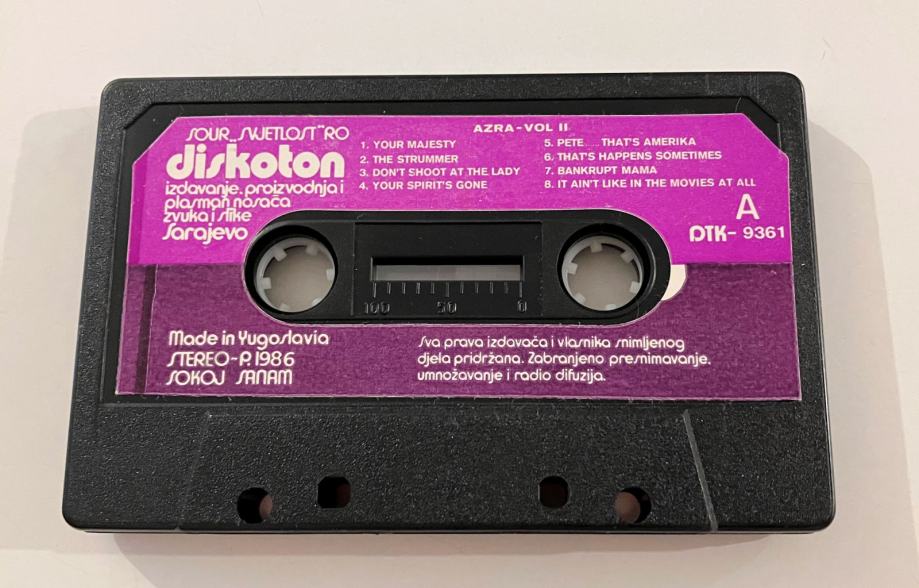 SOUR „SVJETLOST" RO
diskoton
izdavanje, proizvodnja i
plasman nosača
zvuka i slike
Sarajevo
AZRA-VOL II
1. YOUR MAJESTY
2. THE STRUMMER
3. DON'T SHOOT AT THE LADY
4. YOUR SPIRIT'S GONE
5. PETE.... THAT'S AMERIKA
6. THAT'S HAPPENS SOMETIMES
7. BANKRUPT MAMA
8. IT AIN'T LIKE IN THE MOVIES AT ALL
A
DTK- 9361
100 50 0
Made in Yugoslavia
STEREO-P. 1986
SOKOJ SANAM
Sva prava izdavača i vlasnika snimljenog
djela pridržana. Zabranjeno presnimavanje,
umnožavanje i radio difuzija.